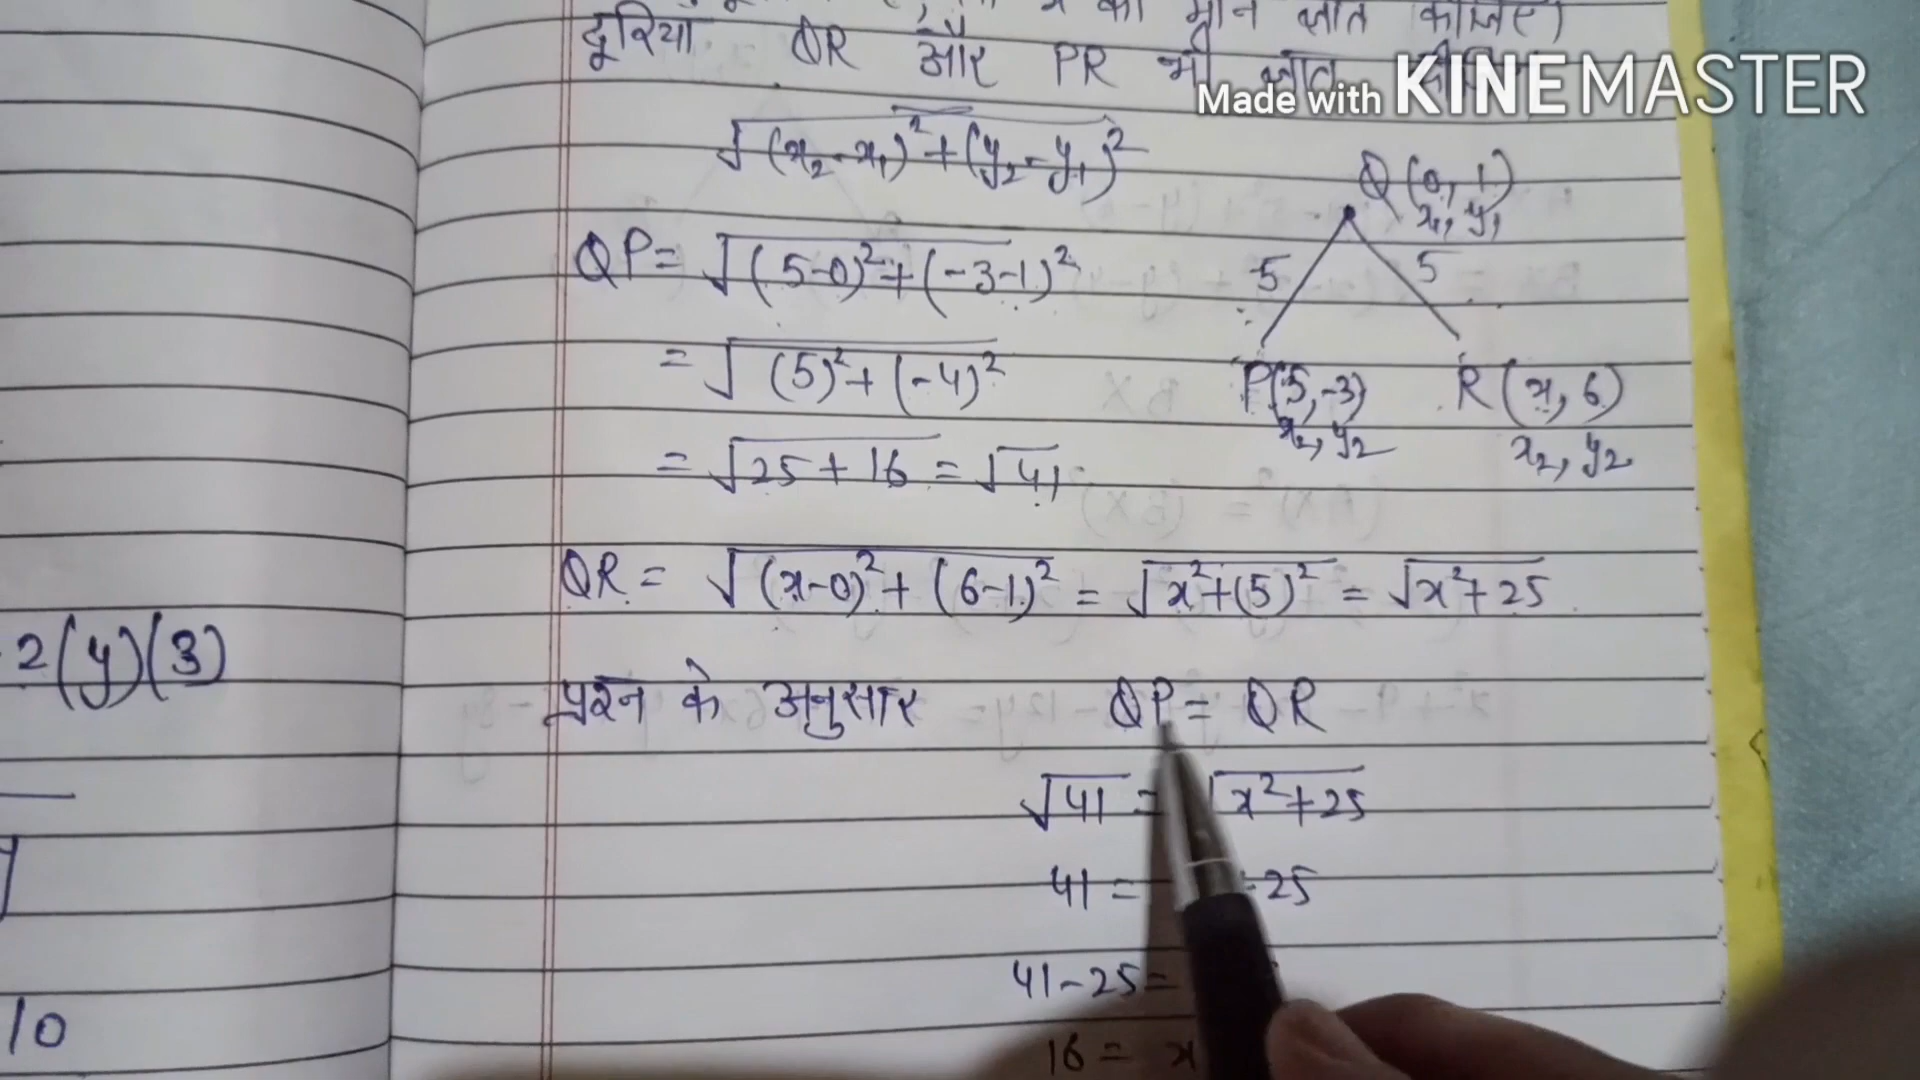 का मान ज्ञात कीजिए।
दूरियां QR और PR भी ज्ञात
Made with KINEMASTER
√(x₂-x₁)²+(y₂-y₁)²
Q(0, 1)
x₁, y₁
QP = √(5-0)²+(-3-1)²
5 5
= √(5)²+(-4)²
P(5,-3) R(x, 6)
x₂, y₂ x₂, y₂
= √25+16 = √41
QR = √(x-0)²+(6-1)² = √x²+(5)² = √x²+25
2(y)(3)
प्रश्न के अनुसार QP = QR
√41 = √x²+25
41 = 25
41-25 =
10
16 = x